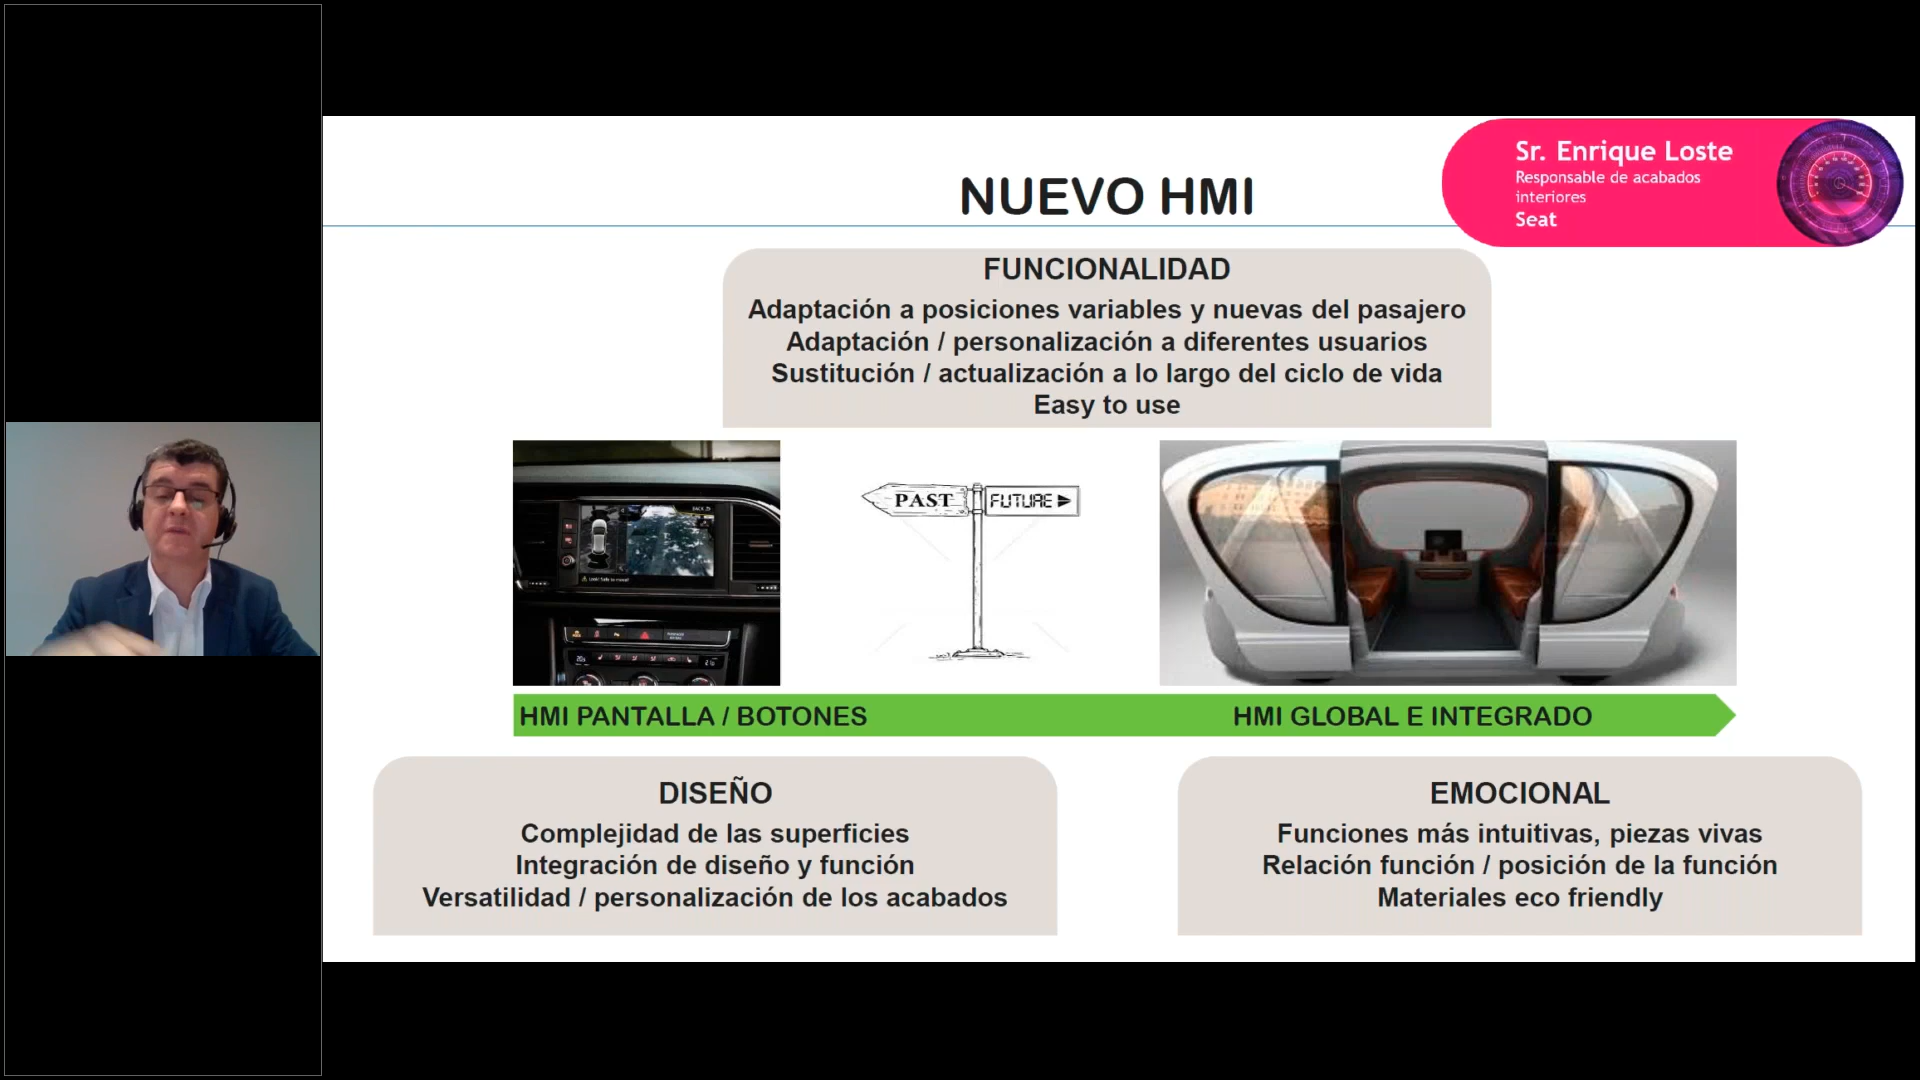 Sr. Enrique Loste
Responsable de acabados
interiores
Seat
NUEVO HMI
FUNCIONALIDAD
Adaptación a posiciones variables y nuevas del pasajero
Adaptación / personalización a diferentes usuarios
Sustitución / actualización a lo largo del ciclo de vida
Easy to use
PAST
FUTURE
HMI PANTALLA / BOTONES
HMI GLOBAL E INTEGRADO
DISEÑO
Complejidad de las superficies
Integración de diseño y función
Versatilidad / personalización de los acabados
EMOCIONAL
Funciones más intuitivas, piezas vivas
Relación función / posición de la función
Materiales eco friendly